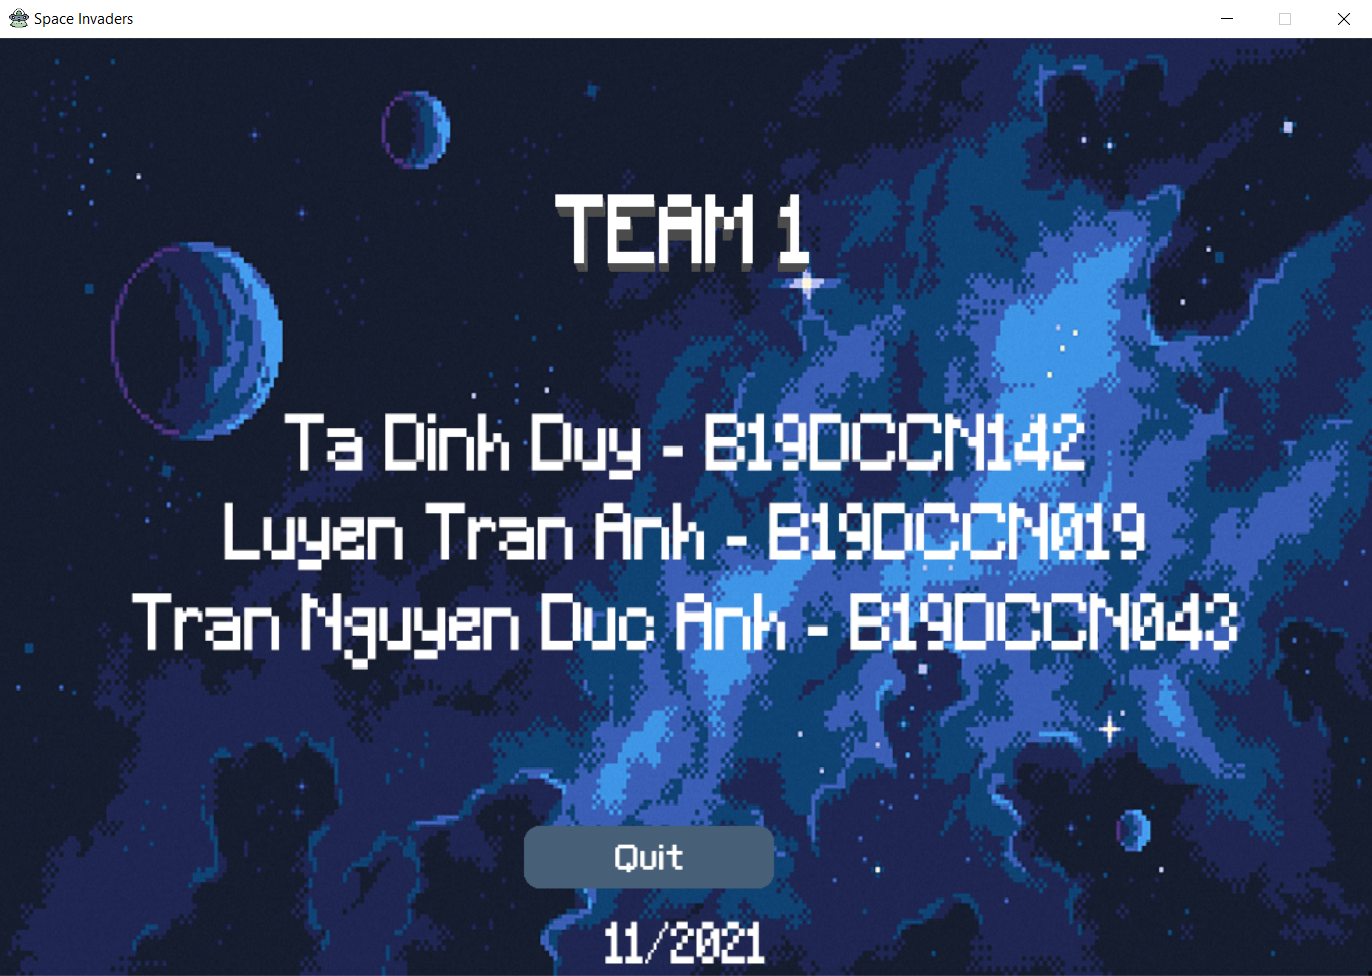 Space Invaders
TEAM 1
Ta Dinh Duy - B19DCCN142
Luyen Tran Anh - B19DCCN019
Tran Nguyen Duc Anh - B19DCCN043
Quit
11/2021